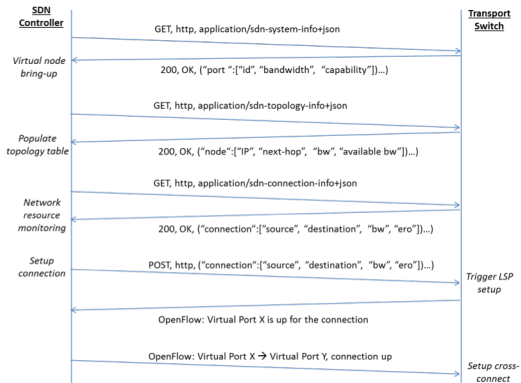 SDN
Controller
Transport
Switch
GET, http, application/sdn-system-info+json
Virtual node
bring-up
200, OK, ("port ":["id", "bandwidth", "capability"])...)
GET, http, application/sdn-topology-info+json
Populate
topology table
200, OK, ("node":["IP", "next-hop", "bw", "available bw"])...)
GET, http, application/sdn-connection-info+json
Network
resource
monitoring
200, OK, ("connection":["source", "destination", "bw", "ero"])...)
Setup
connection
POST, http, ("connection":["source", "destination", "bw", "ero"])...)
Trigger LSP
setup
OpenFlow: Virtual Port X is up for the connection
OpenFlow: Virtual Port X → Virtual Port Y, connection up
Setup cross-
connect